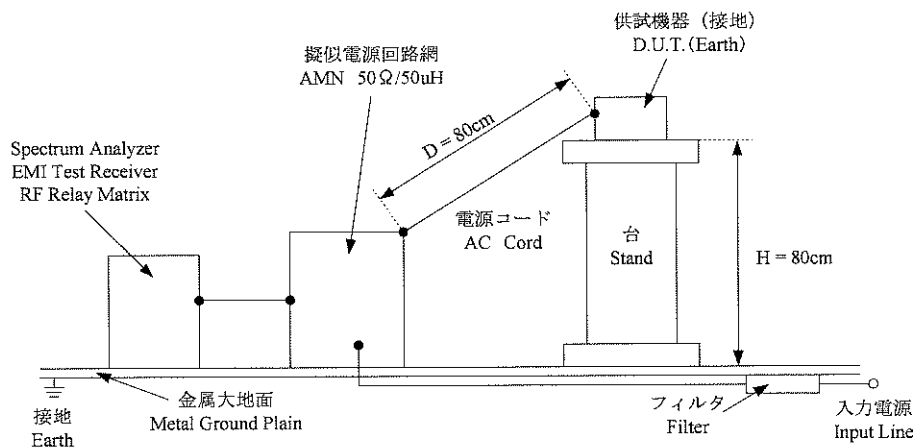 供試機器（接地）
D.U.T.(Earth)
擬似電源回路網
AMN 50Ω/50uH
D = 80cm
Spectrum Analyzer
EMI Test Receiver
RF Relay Matrix
電源コード
AC Cord
台
Stand
H = 80cm
接地
Earth
金属大地面
Metal Ground Plain
フィルタ
Filter
入力電源
Input Line